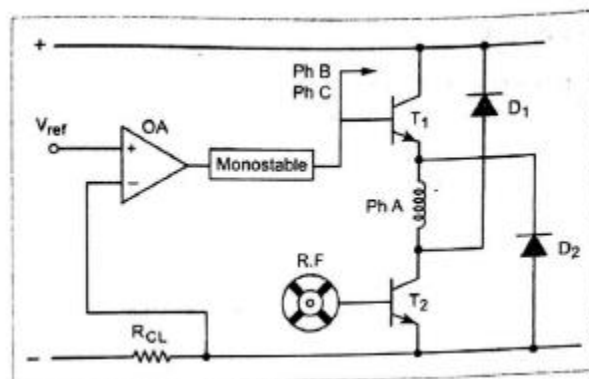 +
Ph B
Ph C
T1
D1
Vref
OA
+
−
Monostable
Ph A
D2
R.F
T2
RCL
−